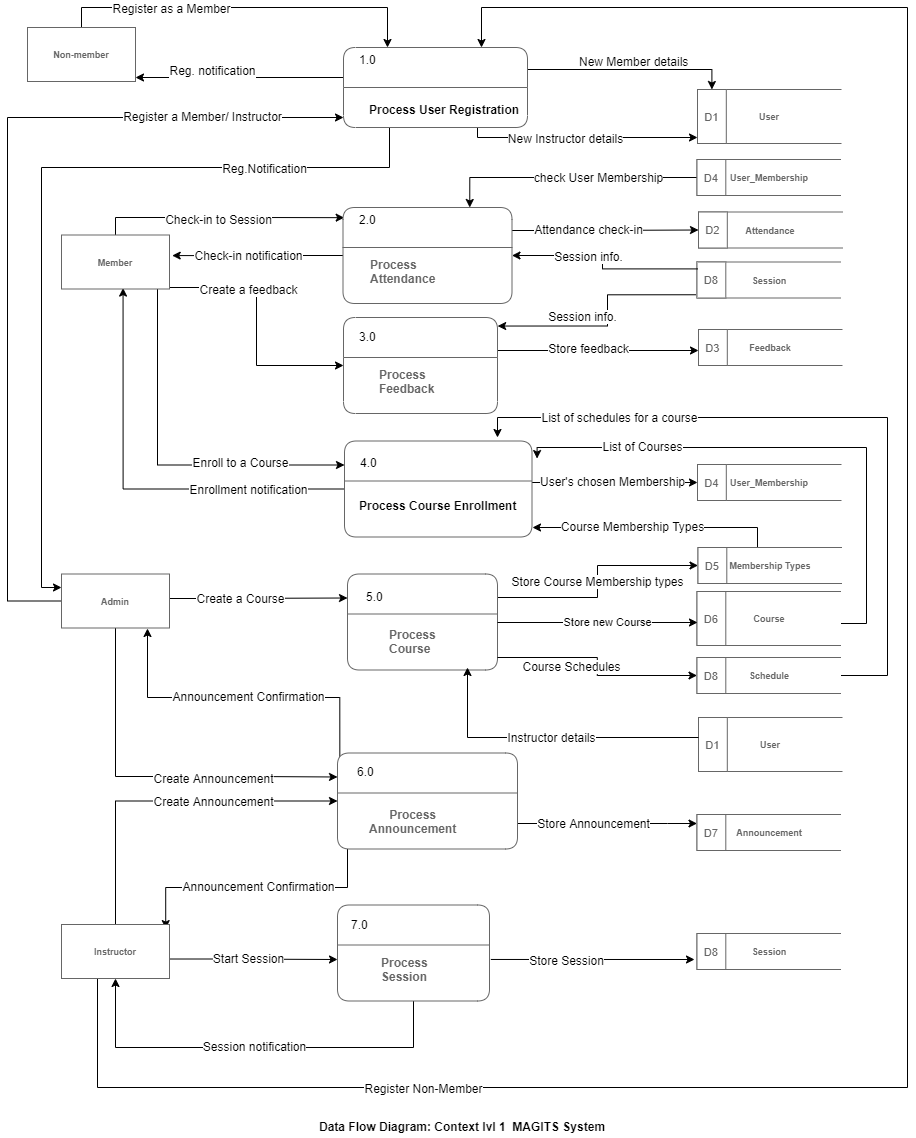 Register as a Member
Non-member
Reg. notification
1.0
Process User Registration
New Member details
D1
User
Register a Member/ Instructor
New Instructor details
Reg.Notification
check User Membership
D4
User_Membership
Check-in to Session
2.0
Attendance check-in
D2
Attendance
Member
Check-in notification
Process
Attendance
Session info.
D8
Session
Create a feedback
Session info.
3.0
Store feedback
D3
Feedback
Process
Feedback
List of schedules for a course
List of Courses
Enroll to a Course
4.0
User's chosen Membership
D4
User_Membership
Enrollment notification
Process Course Enrollment
Course Membership Types
D5
Membership Types
Store Course Membership types
Admin
Create a Course
5.0
Process
Course
Store new Course
D6
Course
Course Schedules
D8
Schedule
Announcement Confirmation
Instructor details
D1
User
Create Announcement
6.0
Create Announcement
Process
Announcement
Store Announcement
D7
Announcement
Announcement Confirmation
7.0
Instructor
Start Session
Process
Session
Store Session
D8
Session
Session notification
Register Non-Member
Data Flow Diagram: Context lvl 1 MAGITS System